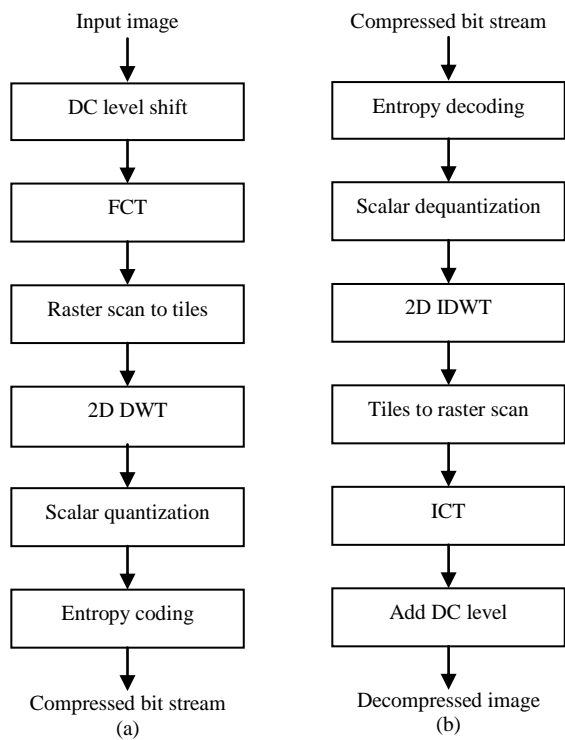 Input image
DC level shift
FCT
Raster scan to tiles
2D DWT
Scalar quantization
Entropy coding
Compressed bit stream
(a)
Compressed bit stream
Entropy decoding
Scalar dequantization
2D IDWT
Tiles to raster scan
ICT
Add DC level
Decompressed image
(b)